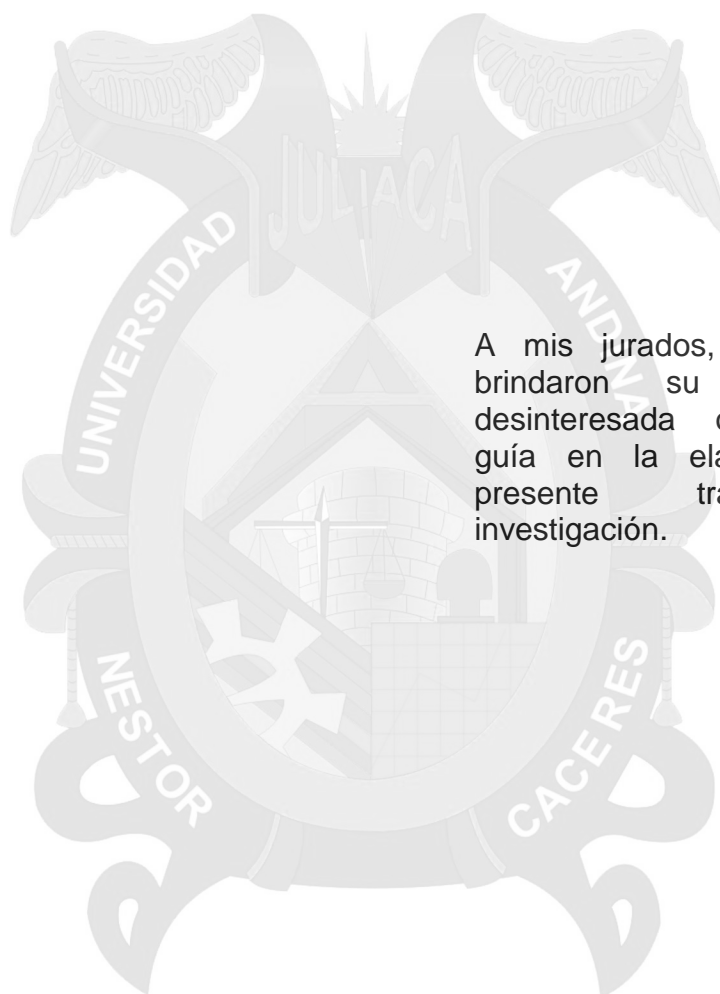 JULIACA
UNIVERSIDAD ANDINA
NESTOR CACERES
A mis jurados,
brindaron su
desinteresada
guía en la
presente
investigación.